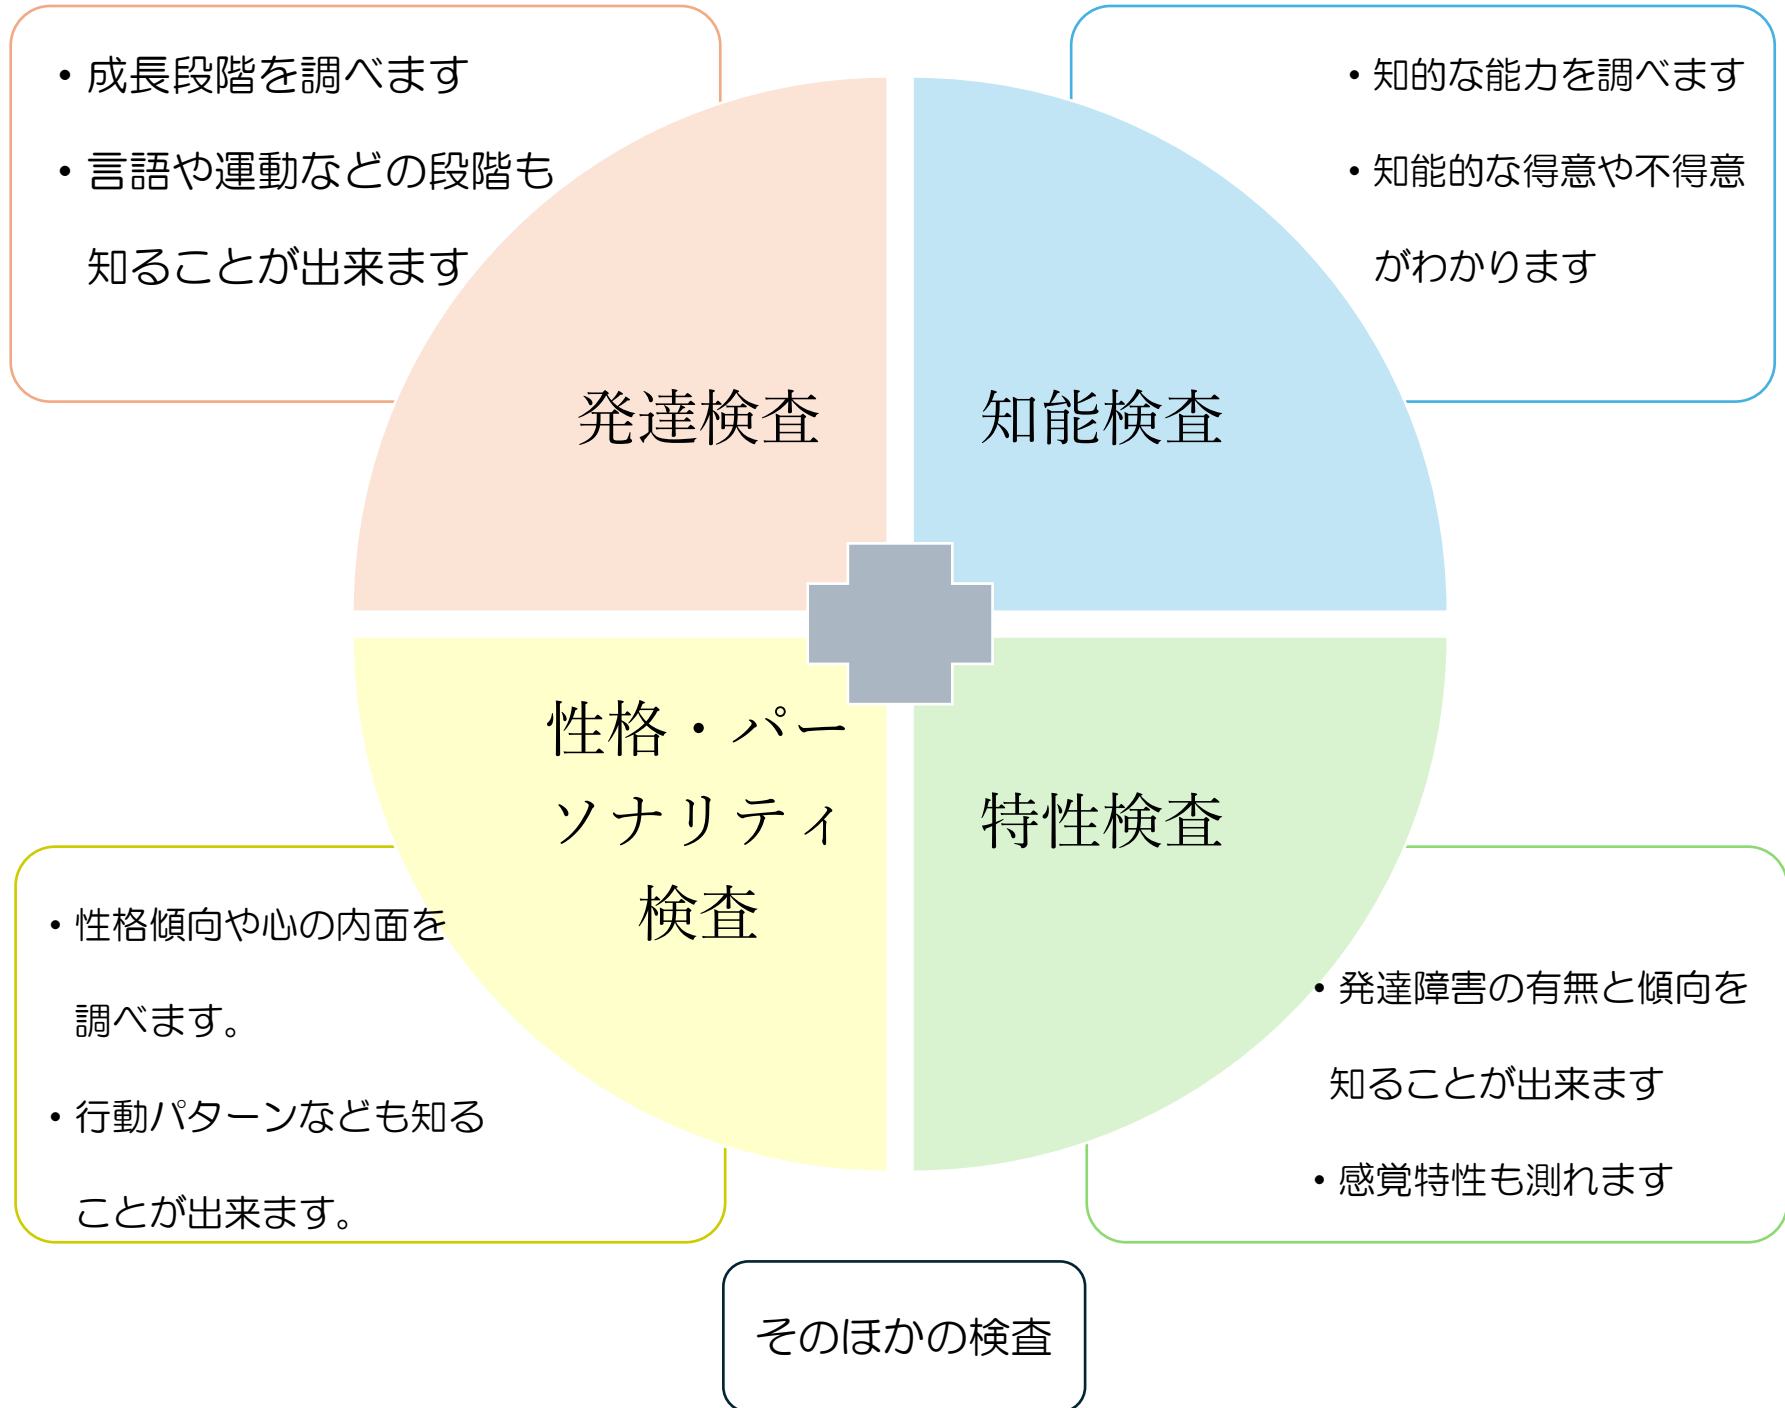 ・成長段階を調べます
・言語や運動などの段階も
知ることが出来ます
・知的な能力を調べます
・知能的な得意や不得意
がわかります
発達検査
知能検査
性格・パー
ソナリティ
検査
特性検査
・性格傾向や心の内面を
調べます。
・行動パターンなども知る
ことが出来ます。
・発達障害の有無と傾向を
知ることが出来ます
・感覚特性も測れます
そのほかの検査